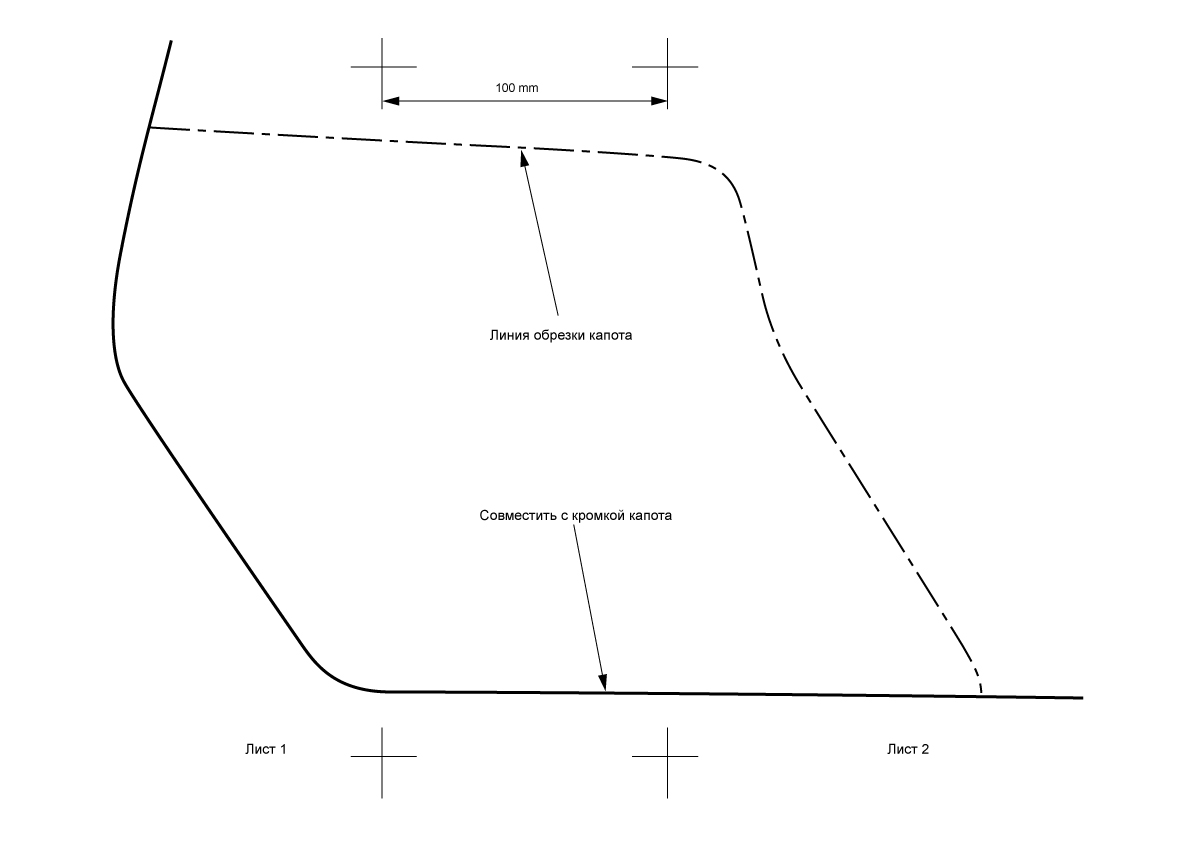 100 mm
Линия обрезки капота
Совместить с кромкой капота
Лист 1
Лист 2